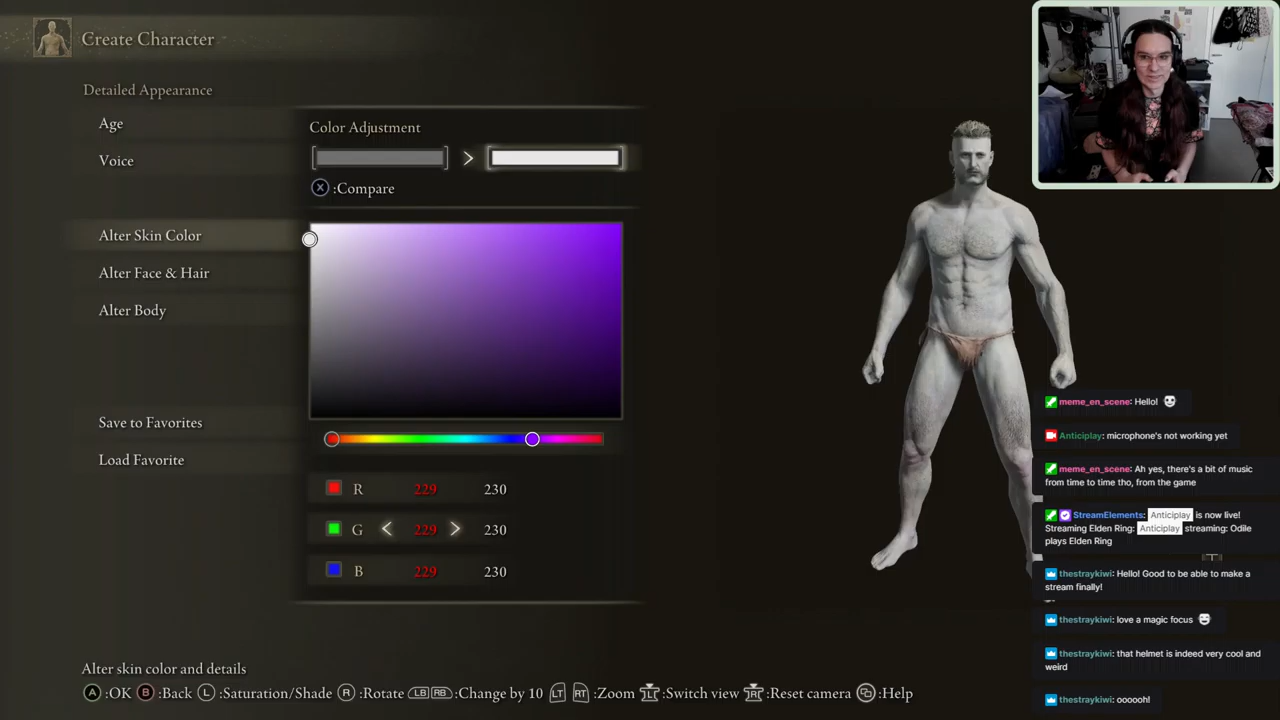 Create Character
Detailed Appearance
Age
Voice
Alter Skin Color
Alter Face & Hair
Alter Body
Save to Favorites
Load Favorite
Color Adjustment
X :Compare
R 229 230
G 229 230
B 229 230
Alter skin color and details
A :OK B :Back L :Saturation/Shade R :Rotate LB RB :Change by 10 LT RT :Zoom L :Switch view R :Reset camera :Help
meme_en_scene: Hello!
Anticiplay: microphone's not working yet
meme_en_scene: Ah yes, there's a bit of music
from time to time tho, from the game
StreamElements: Anticiplay is now live!
Streaming Elden Ring: Anticiplay streaming: Odile
plays Elden Ring
thestraykiwi: Hello! Good to be able to make a
stream finally!
thestraykiwi: love a magic focus
thestraykiwi: that helmet is indeed very cool and
weird
thestraykiwi: oooooh!